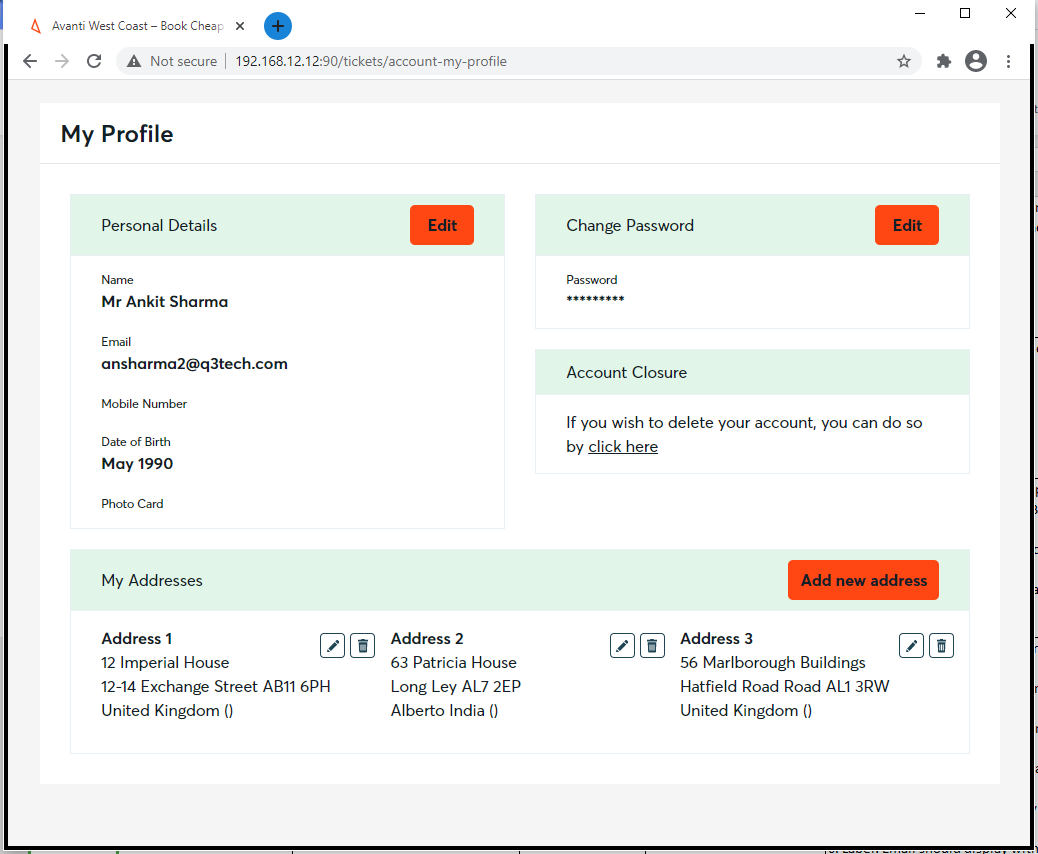 Avanti West Coast – Book Cheap
Not secure
192.168.12.12:90/tickets/account-my-profile
My Profile
Personal Details
Edit
Name
Mr Ankit Sharma
Email
ansharma2@q3tech.com
Mobile Number
Date of Birth
May 1990
Photo Card
Change Password
Edit
Password
*********
Account Closure
If you wish to delete your account, you can do so
by click here
My Addresses
Add new address
Address 1
12 Imperial House
12-14 Exchange Street AB11 6PH
United Kingdom ()
Address 2
63 Patricia House
Long Ley AL7 2EP
Alberto India ()
Address 3
56 Marlborough Buildings
Hatfield Road Road AL1 3RW
United Kingdom ()